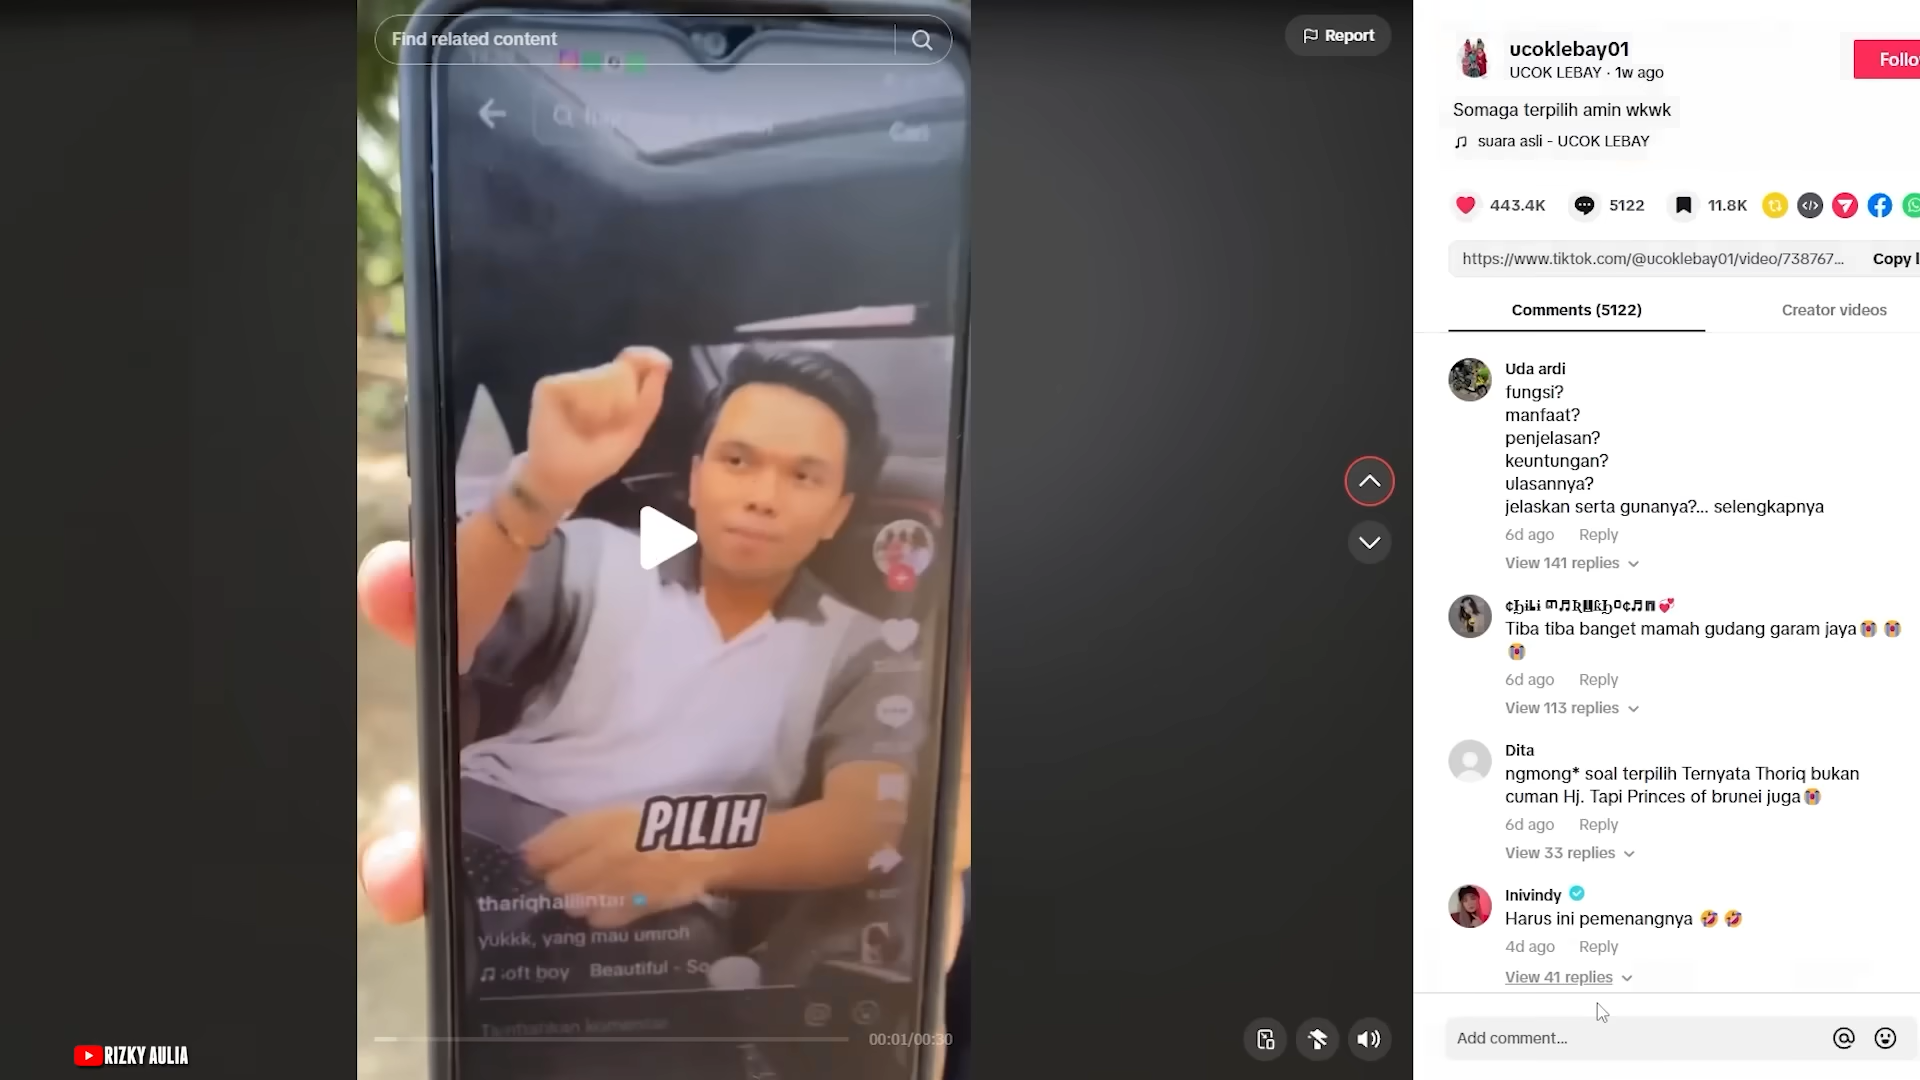 Find related content
Report
Cari
PILIH
thariqhalilintar
yukkk, yang mau umroh
oft boy Beautiful - So
Tambahkan komentar
00:01/00:30
RIZKY AULIA
ucoklebay01
UCOK LEBAY · 1w ago
Follo
Somaga terpilih amin wkwk
suara asli - UCOK LEBAY
443.4K 5122 11.8K
https://www.tiktok.com/@ucoklebay01/video/738767... Copy l
Comments (5122) Creator videos
Uda ardi
fungsi?
manfaat?
penjelasan?
keuntungan?
ulasannya?
jelaskan serta gunanya?... selengkapnya
6d ago Reply
View 141 replies
Tiba tiba banget mamah gudang garam jaya😭 😭
😭
6d ago Reply
View 113 replies
Dita
ngmong* soal terpilih Ternyata Thoriq bukan
cuman Hj. Tapi Princes of brunei juga😭
6d ago Reply
View 33 replies
Inivindy
Harus ini pemenangnya 🤣 🤣
4d ago Reply
View 41 replies
Add comment...